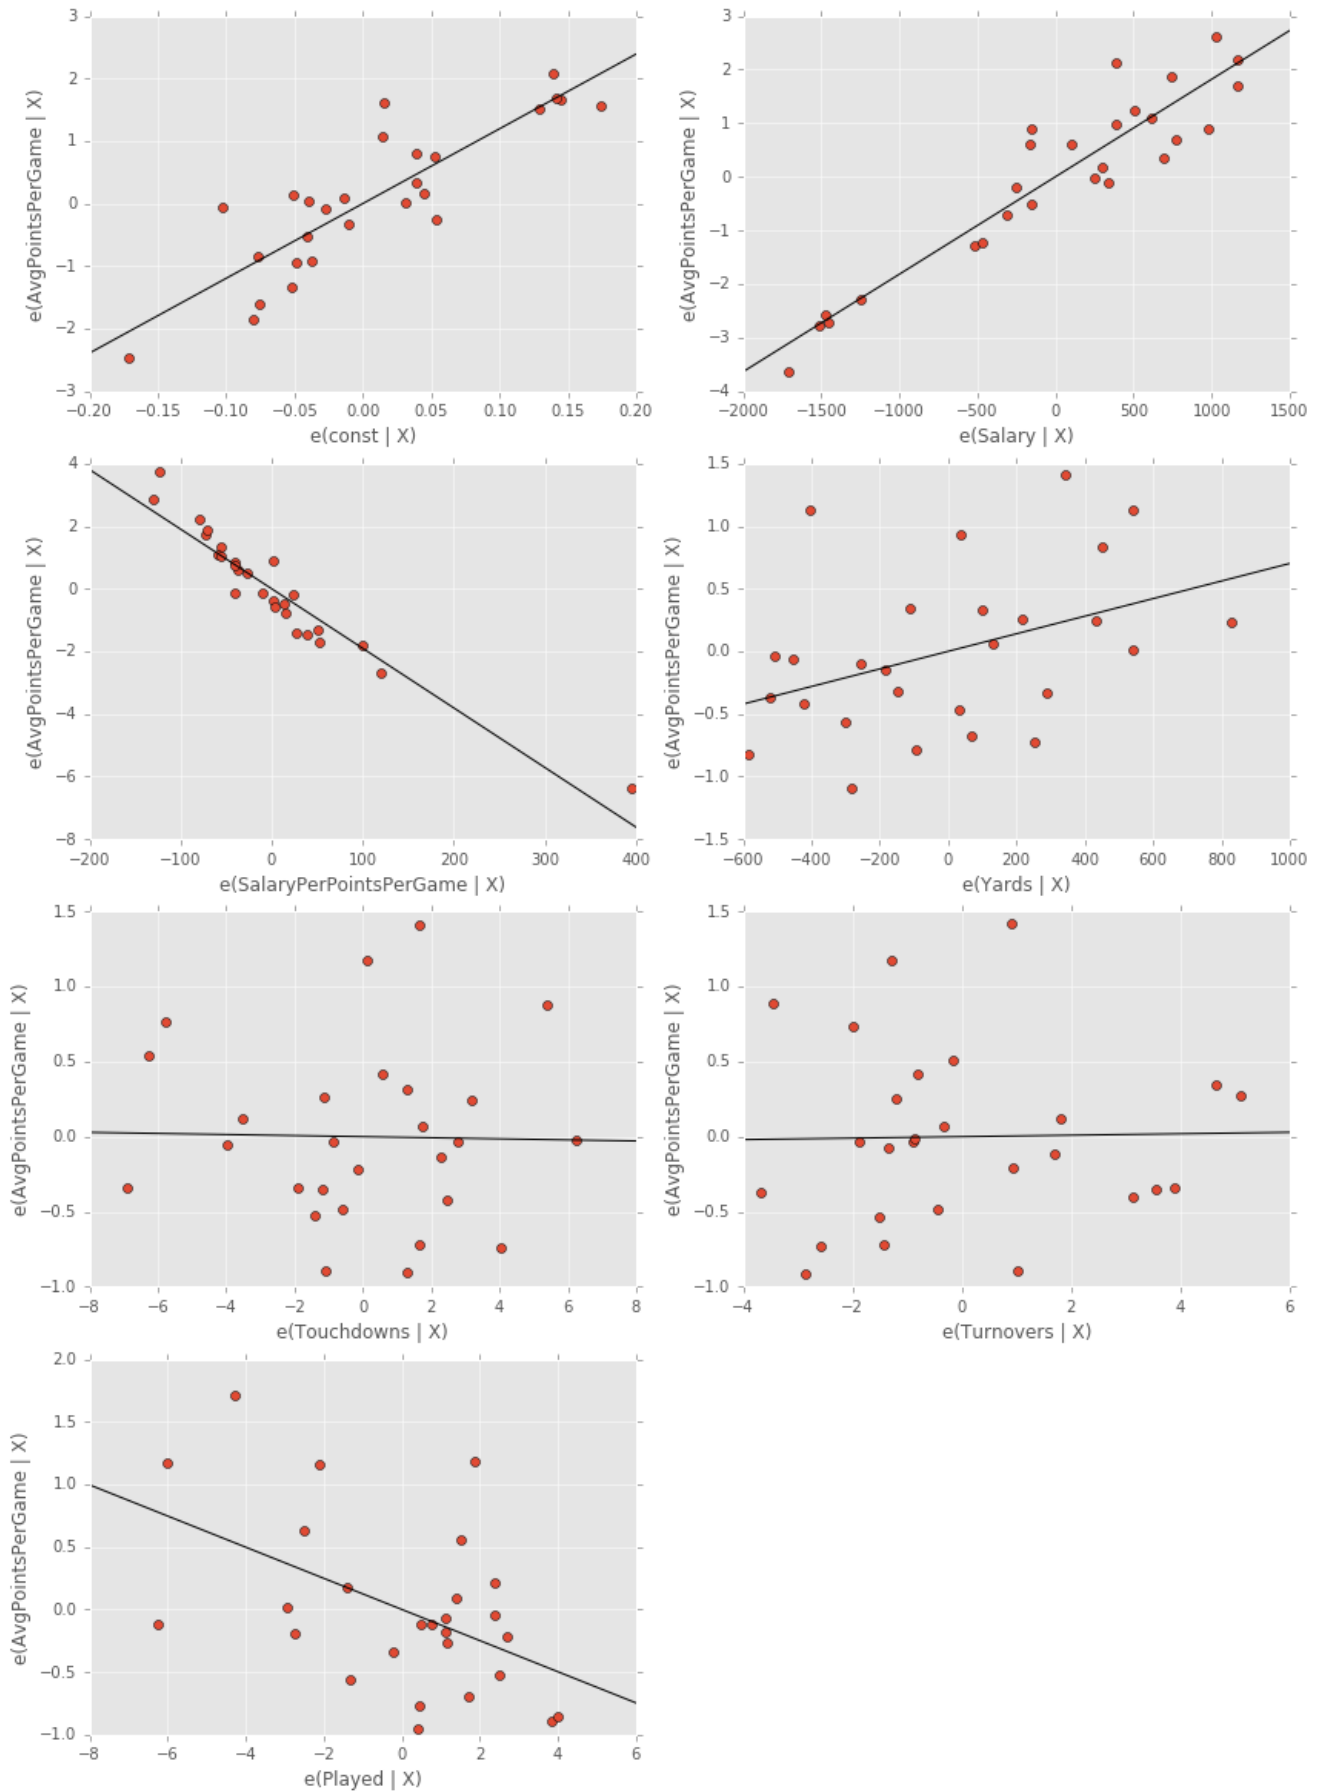 3
2
1
0
−1
−2
−3
e(AvgPointsPerGame | X)
−0.20 −0.15 −0.10 −0.05 0.00 0.05 0.10 0.15 0.20
e(const | X)
3
2
1
0
−1
−2
−3
−4
e(AvgPointsPerGame | X)
−2000 −1500 −1000 −500 0 500 1000 1500
e(Salary | X)
4
2
0
−2
−4
−6
−8
e(AvgPointsPerGame | X)
−200 −100 0 100 200 300 400
e(SalaryPerPointsPerGame | X)
1.5
1.0
0.5
0.0
−0.5
−1.0
−1.5
e(AvgPointsPerGame | X)
−600 −400 −200 0 200 400 600 800 1000
e(Yards | X)
1.5
1.0
0.5
0.0
−0.5
−1.0
e(AvgPointsPerGame | X)
−8 −6 −4 −2 0 2 4 6 8
e(Touchdowns | X)
1.5
1.0
0.5
0.0
−0.5
−1.0
e(AvgPointsPerGame | X)
−4 −2 0 2 4 6
e(Turnovers | X)
2.0
1.5
1.0
0.5
0.0
−0.5
−1.0
e(AvgPointsPerGame | X)
−8 −6 −4 −2 0 2 4 6
e(Played | X)